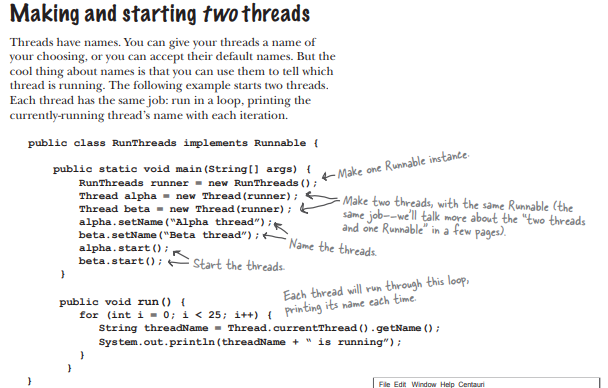 Making and starting two threads
Threads have names. You can give your threads a name of
your choosing, or you can accept their default names. But the
cool thing about names is that you can use them to tell which
thread is running. The following example starts two threads.
Each thread has the same job: run in a loop, printing the
currently-running thread's name with each iteration.
public class RunThreads implements Runnable {
public static void main(String[] args) {
RunThreads runner = new RunThreads();
Make one Runnable instance.
Thread alpha = new Thread(runner);
Thread beta = new Thread(runner);
Make two threads, with the same Runnable (the
same job--we'll talk more about the "two threads
and one Runnable" in a few pages).
alpha.setName("Alpha thread");
beta.setName("Beta thread");
Name the threads.
alpha.start();
beta.start();
Start the threads.
}
public void run() {
Each thread will run through this loop,
printing its name each time.
for (int i = 0; i < 25; i++) {
String threadName = Thread.currentThread().getName();
System.out.println(threadName + " is running");
}
}
}
File Edit Window Help Centauri